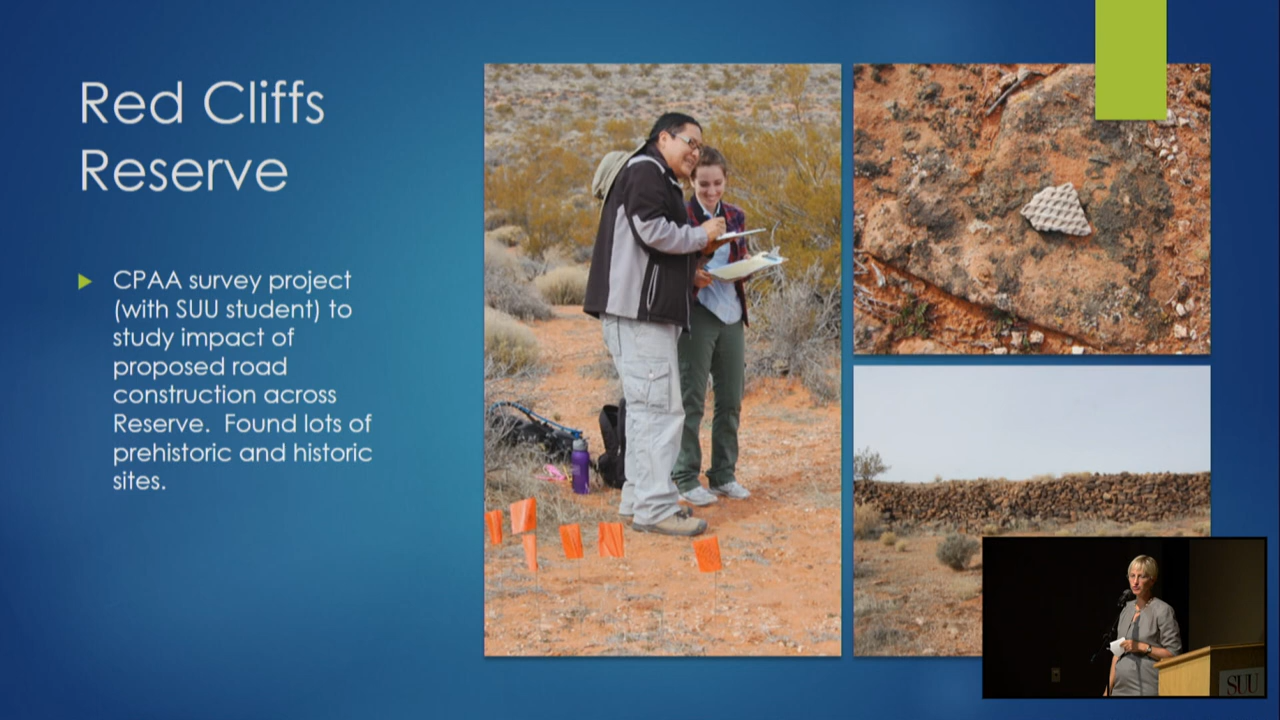 Red Cliffs
Reserve
CPAA survey project
(with SUU student) to
study impact of
proposed road
construction across
Reserve.  Found lots of
prehistoric and historic
sites.
SUU